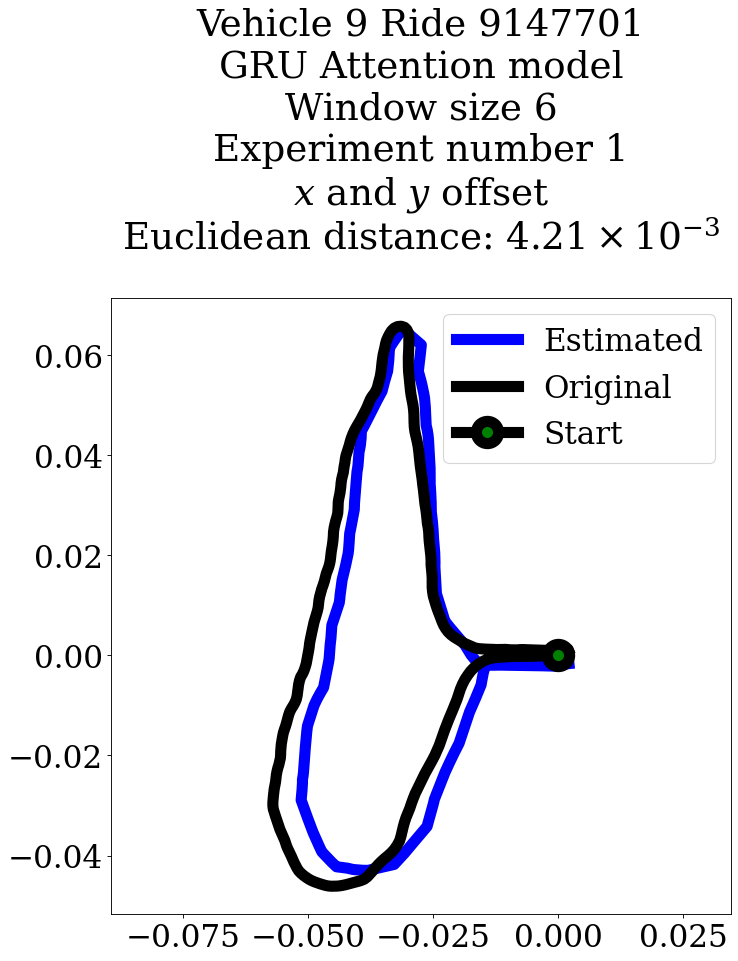 Vehicle 9 Ride 9147701
GRU Attention model
Window size 6
Experiment number 1
x and y offset
Euclidean distance: 4.21 × 10⁻³
Estimated
Original
Start
0.06
0.04
0.02
0.00
−0.02
−0.04
−0.075 −0.050 −0.025 0.000 0.025